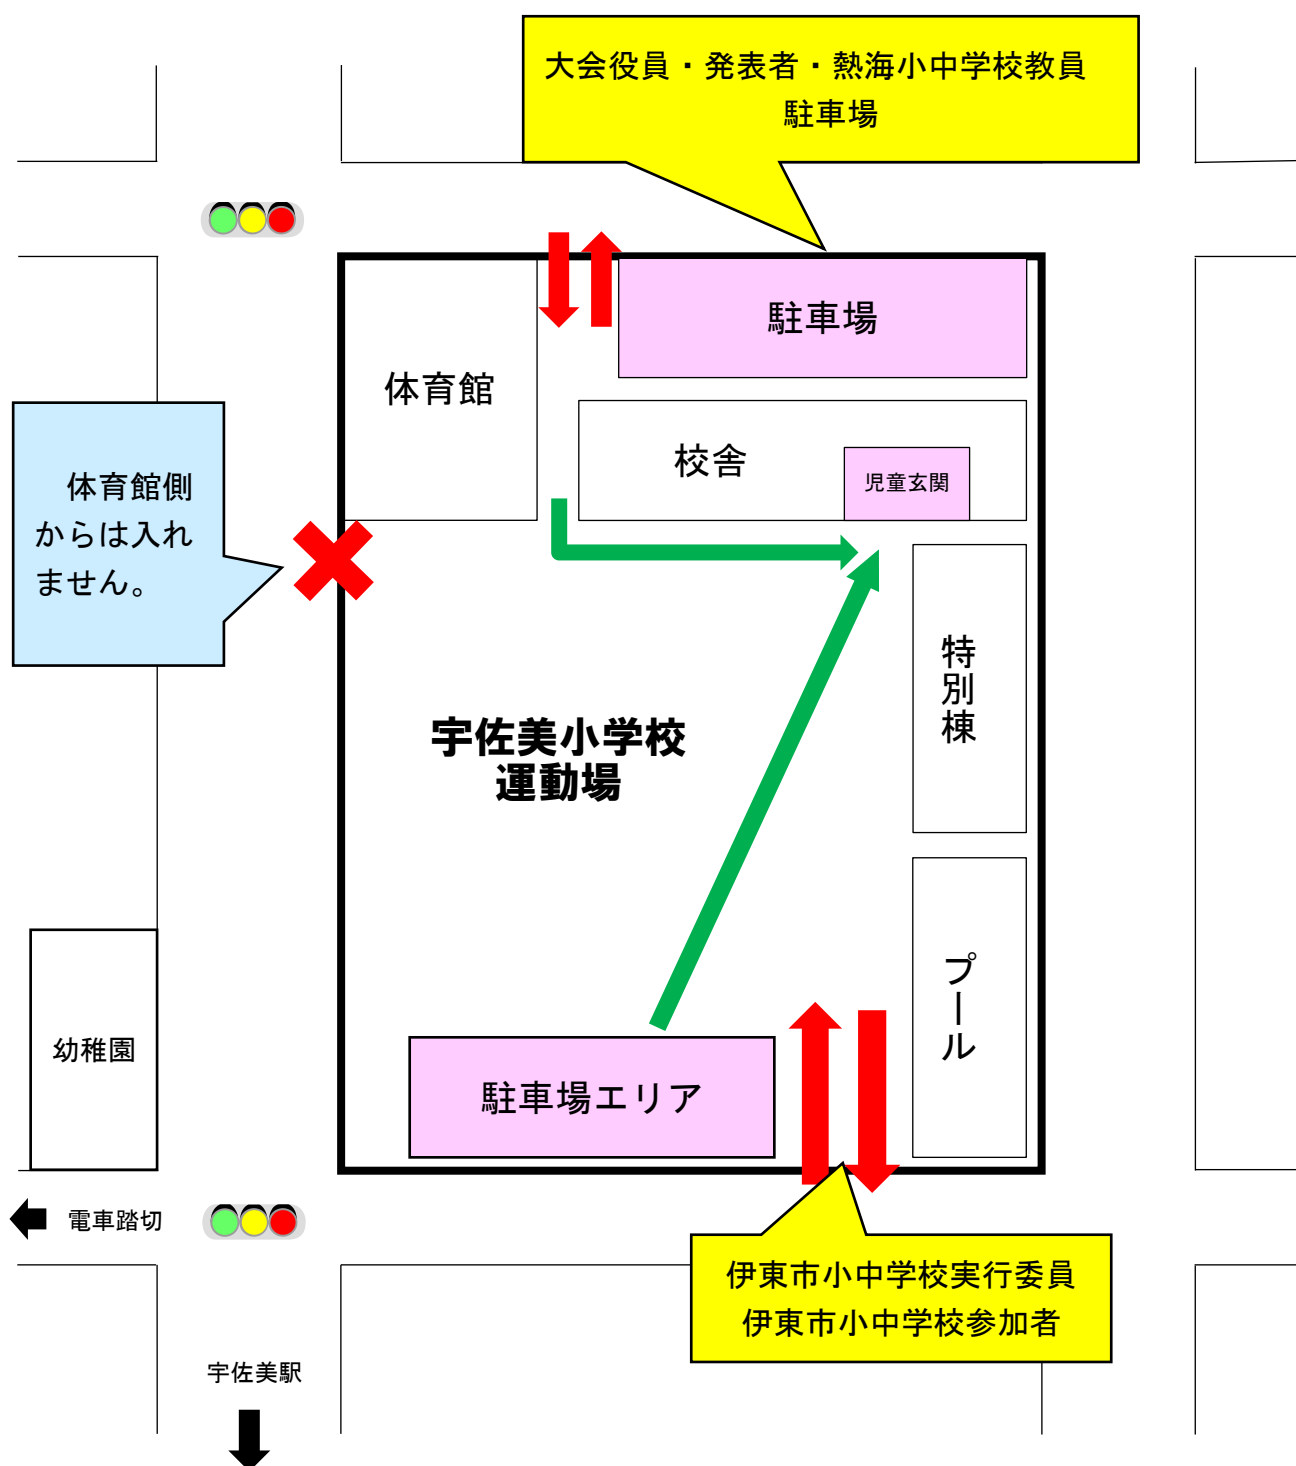 大会役員・発表者・熱海小中学校教員
駐車場
駐車場
体育館
校舎
児童玄関
体育館側
からは入れ
ません。
特別棟
宇佐美小学校
運動場
プール
幼稚園
駐車場エリア
電車踏切
伊東市小中学校実行委員
伊東市小中学校参加者
宇佐美駅